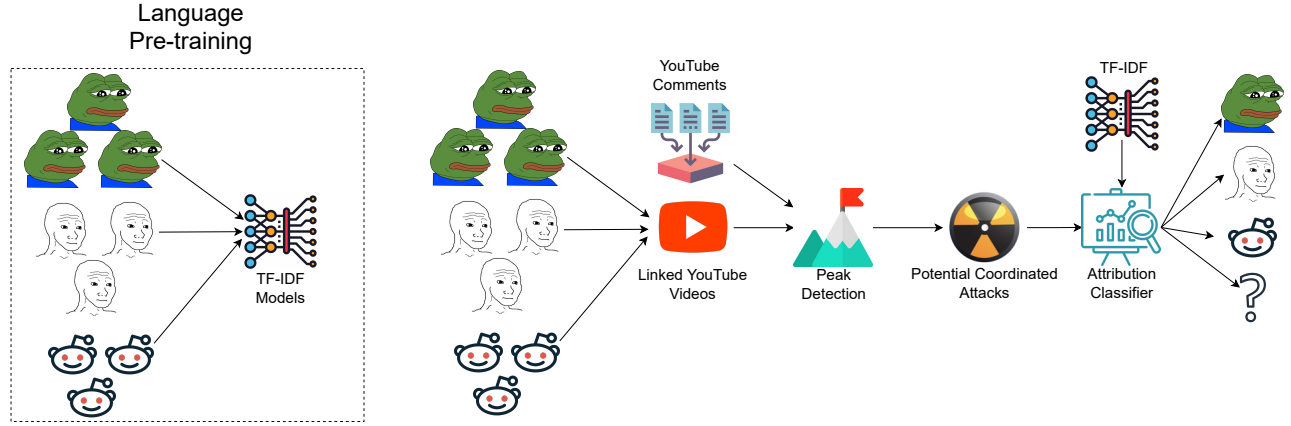 Language
Pre-training
TF-IDF
Models
YouTube
Comments
Linked YouTube
Videos
Peak
Detection
Potential Coordinated
Attacks
TF-IDF
Attribution
Classifier